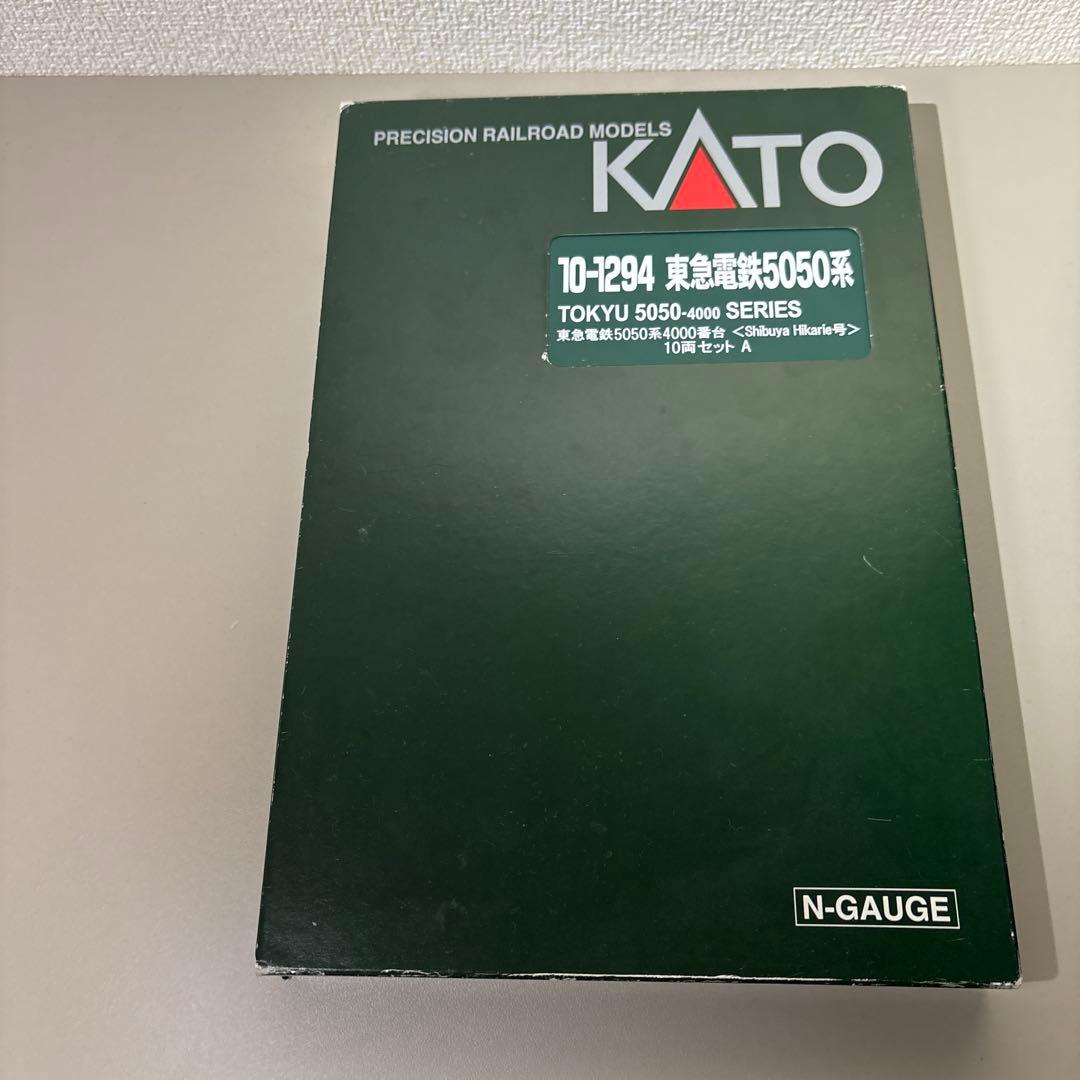 PRECISION RAILROAD MODELS
KATO
10-1294 東急電鉄5050系
TOKYU 5050-4000 SERIES
東急電鉄5050系4000番台 <Shibuya Hikarie号>
10両セット A
N-GAUGE